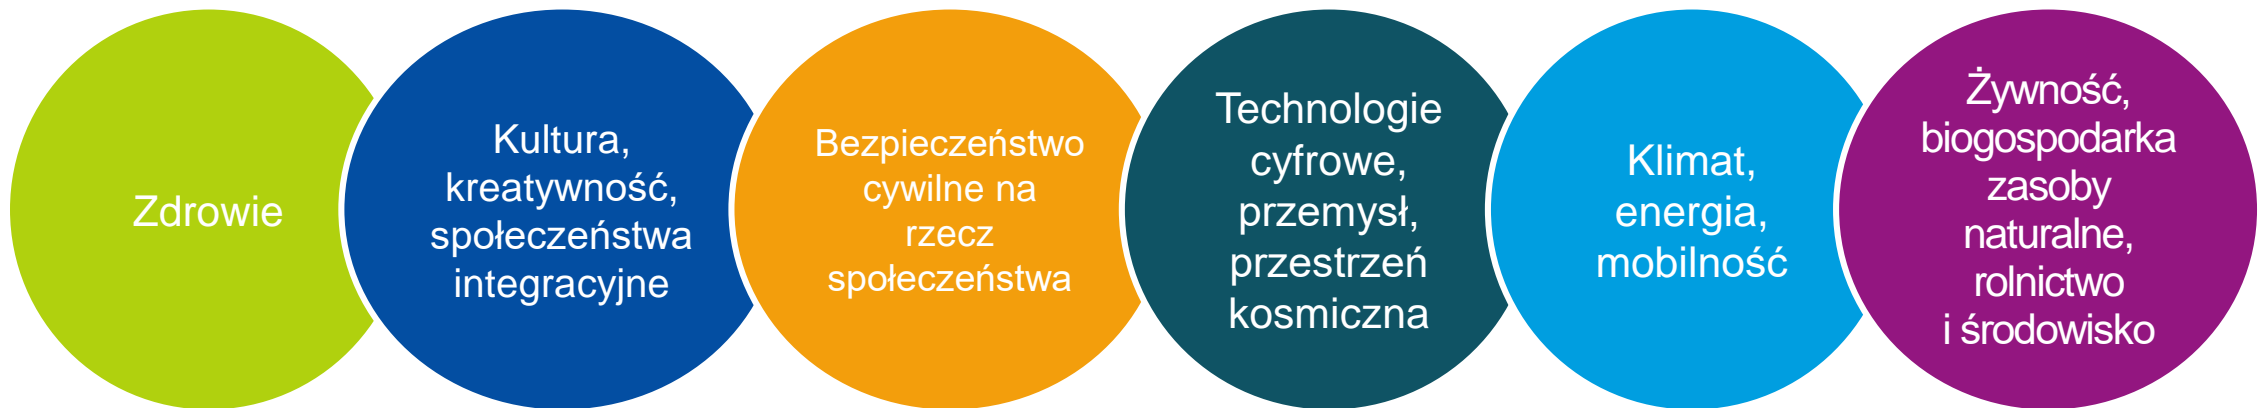 Zdrowie
Kultura,
kreatywność,
społeczeństwa
integracyjne
Bezpieczeństwo
cywilne na
rzecz
społeczeństwa
Technologie
cyfrowe,
przemysł,
przestrzeń
kosmiczna
Klimat,
energia,
mobilność
Żywność,
biogospodarka
zasoby
naturalne,
rolnictwo
i środowisko